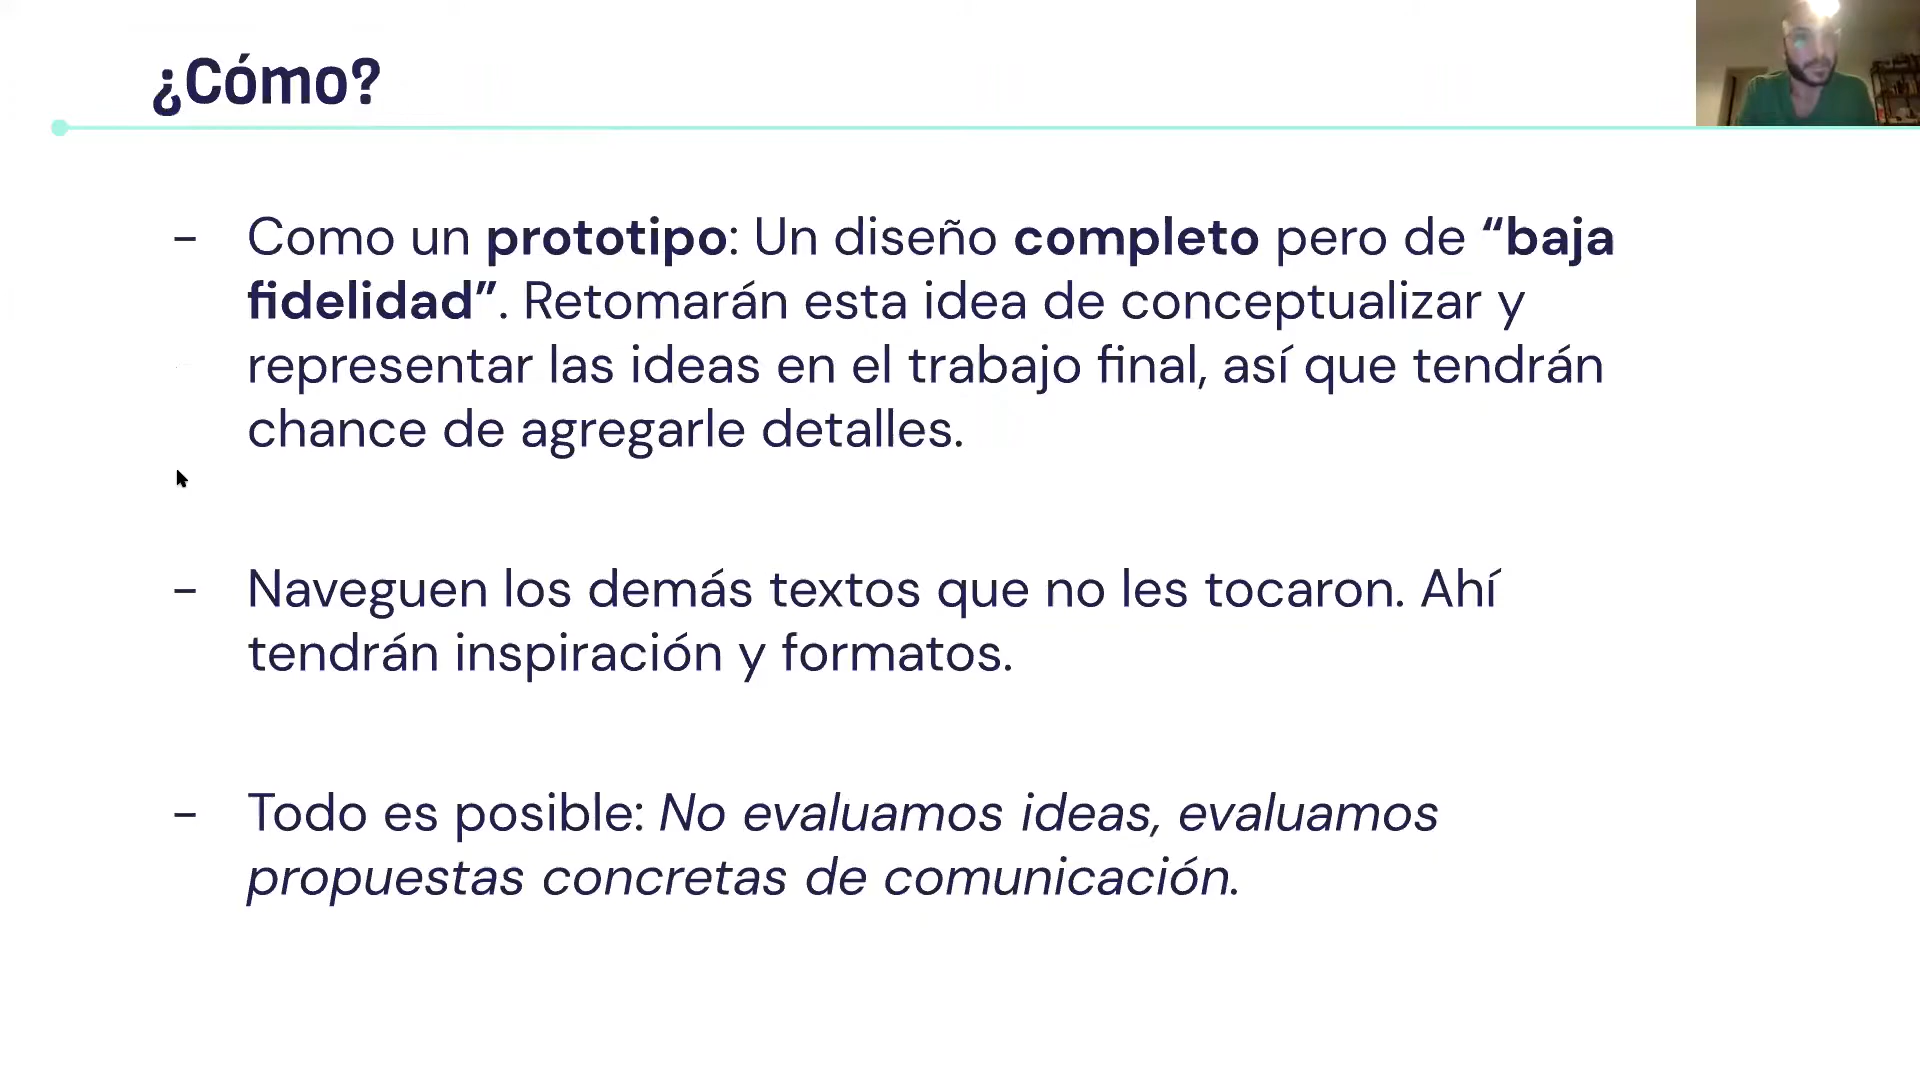 ¿Cómo?
- Como un prototipo: Un diseño completo pero de “baja
fidelidad”. Retomarán esta idea de conceptualizar y
representar las ideas en el trabajo final, así que tendrán
chance de agregarle detalles.
- Naveguen los demás textos que no les tocaron. Ahí
tendrán inspiración y formatos.
- Todo es posible: No evaluamos ideas, evaluamos
propuestas concretas de comunicación.